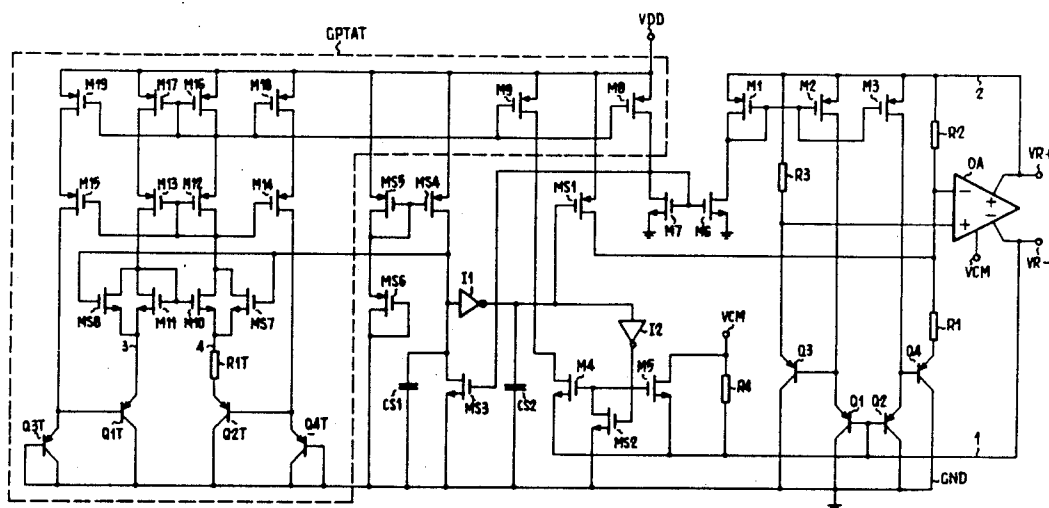 GPTAT
VDD
M19
M17
M16
M18
M9
M8
M1
M2
M3
2
R2
VR+
OA
R3
M15
M13
M12
M14
MS5
MS4
MS1
M7
M6
−
+
+
−
VCM
VR-
MS6
I1
I2
VCM
MS8
M11
M10
MS7
3
4
R1T
R1
Q3
Q4
M4
M5
R4
CS1
MS3
CS2
MS2
Q1
Q2
1
Q3T
Q1T
Q2T
Q4T
GND